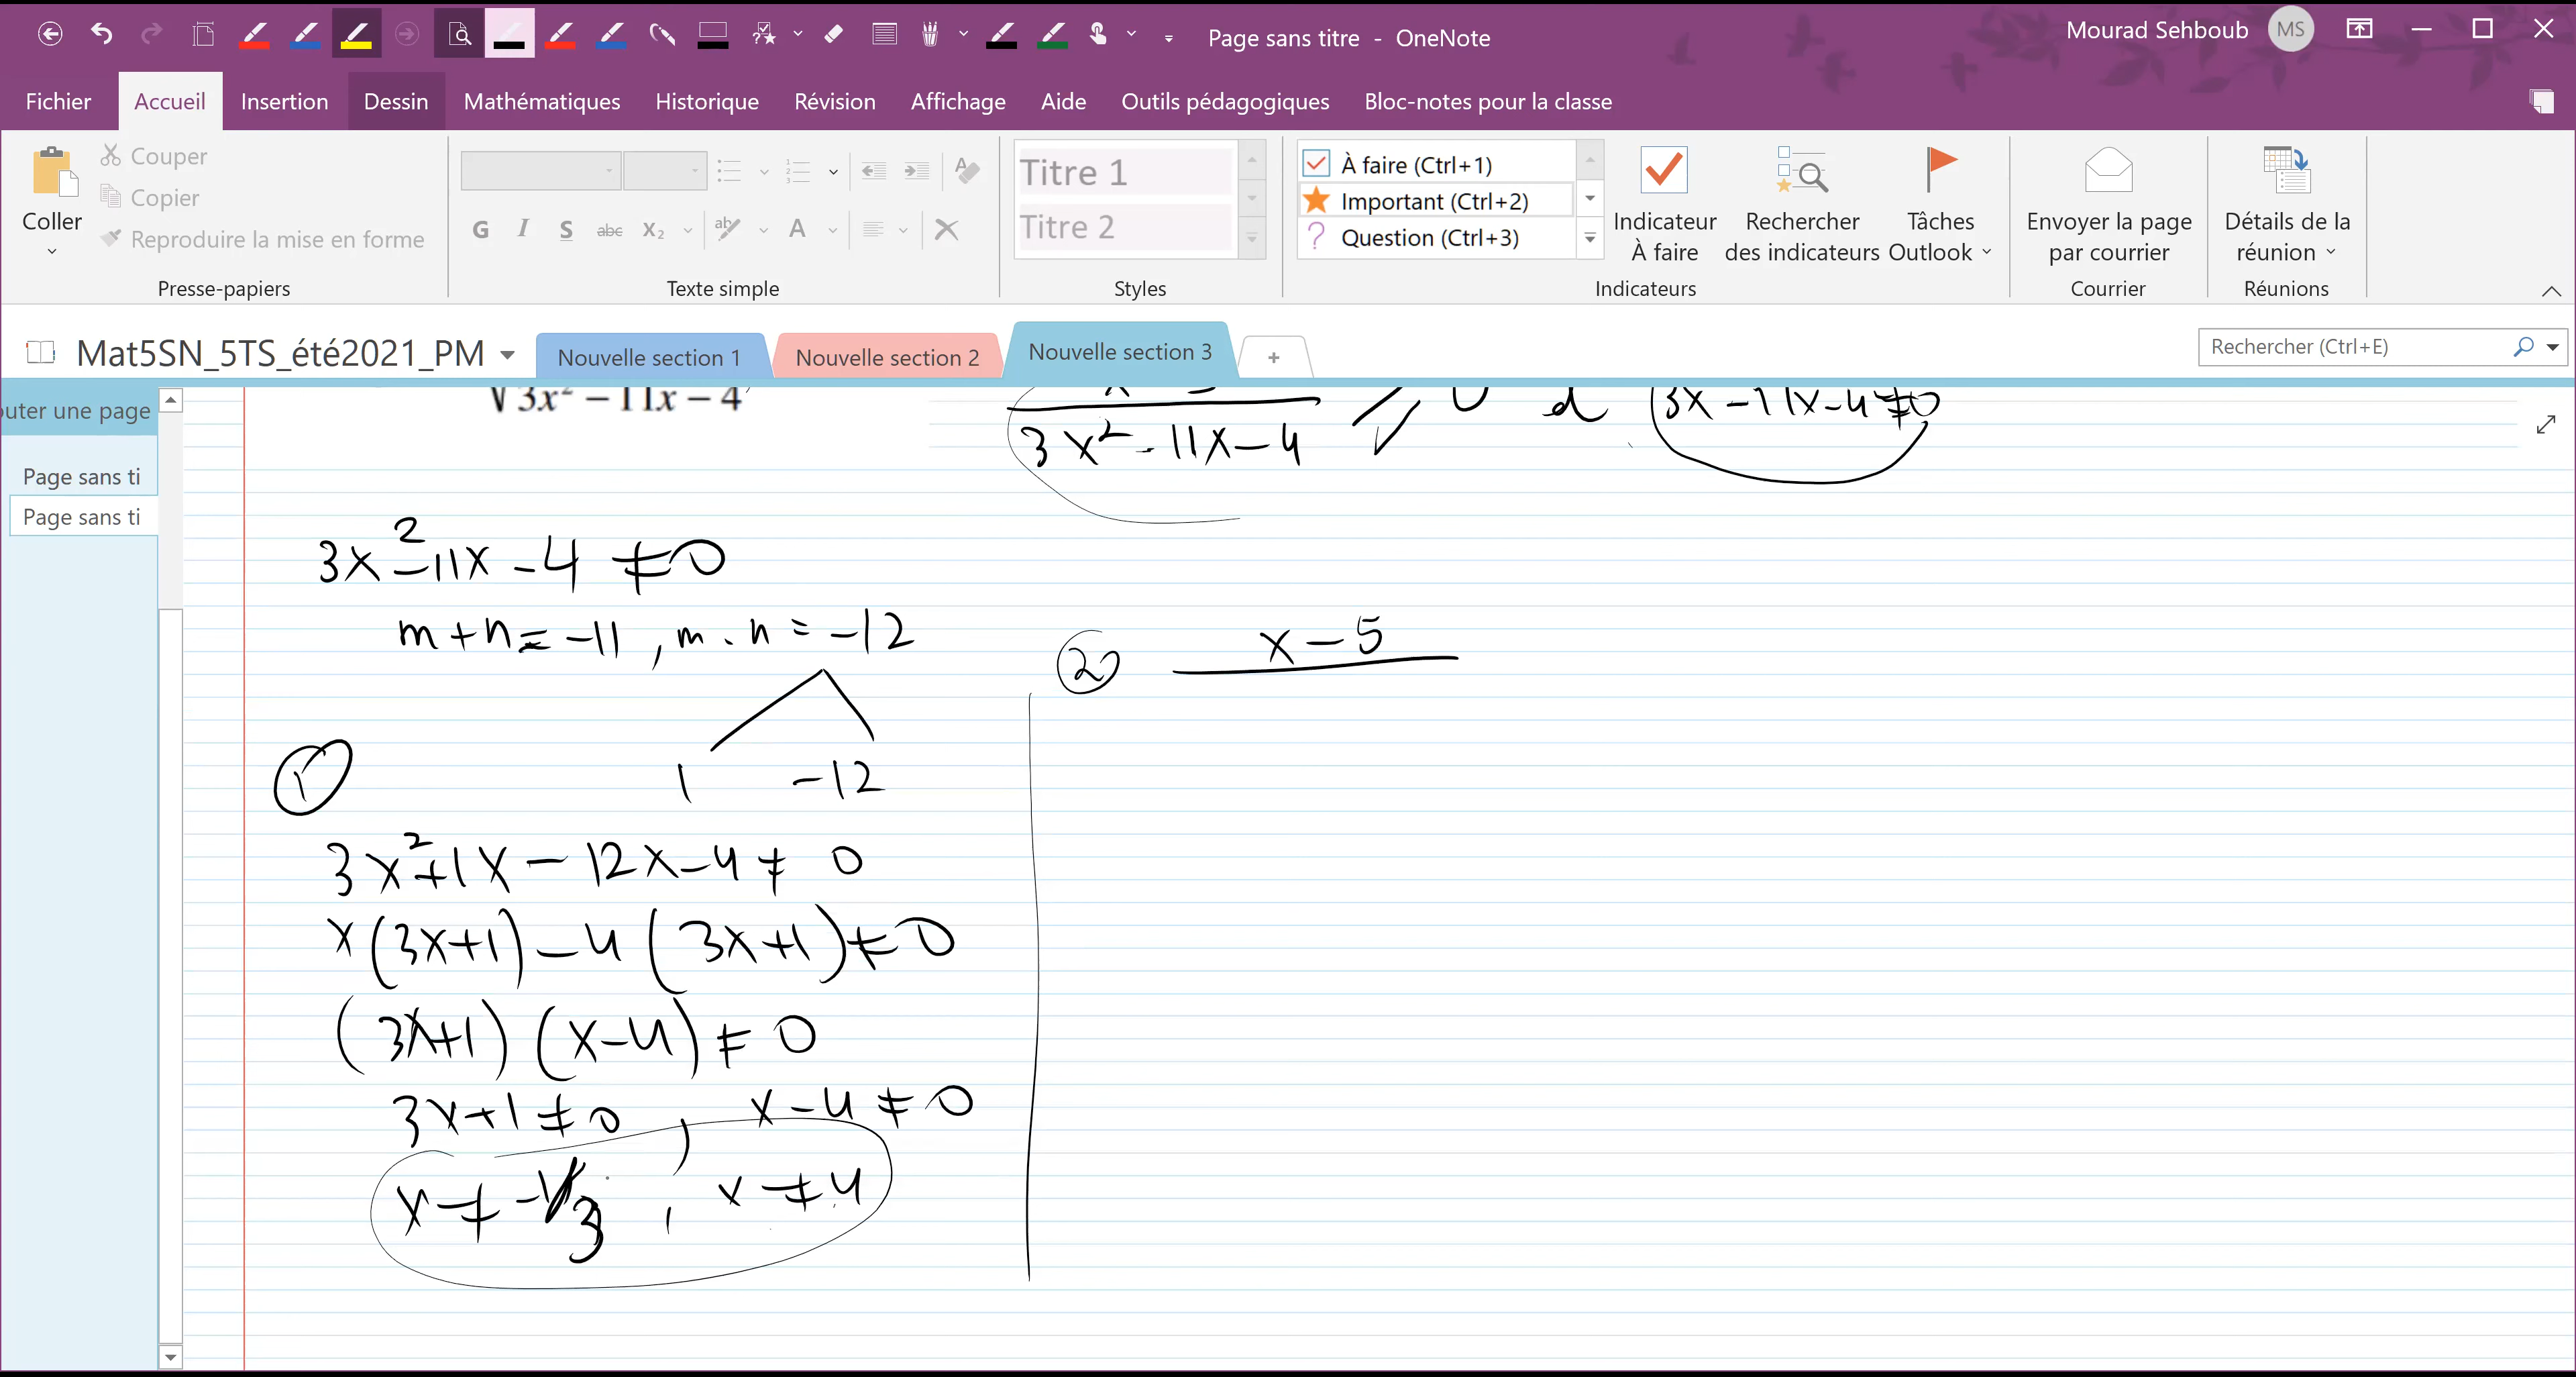 Page sans titre - OneNote
Mourad Sehboub
MS
Fichier
Accueil
Insertion
Dessin
Mathématiques
Historique
Révision
Affichage
Aide
Outils pédagogiques
Bloc-notes pour la classe
Coller
Couper
Copier
Reproduire la mise en forme
Presse-papiers
G I S abc X₂ ab A
Texte simple
Titre 1
Titre 2
Styles
À faire (Ctrl+1)
Important (Ctrl+2)
? Question (Ctrl+3)
Indicateur
À faire
Rechercher
des indicateurs
Tâches
Outlook
Indicateurs
Envoyer la page
par courrier
Courrier
Détails de la
réunion
Réunions
Mat5SN_5TS_été2021_PM
Nouvelle section 1
Nouvelle section 2
Nouvelle section 3
+
Rechercher (Ctrl+E)
outer une page
Page sans ti
Page sans ti
√3x² − 11x − 4
3x² - 11x - 4
3x² - 11x - 4 ≠ 0
m + n = -11 , m . n = -12
1 -12
①
3x² + 1x - 12x - 4 ≠ 0
x (3x+1) - 4 (3x+1) ≠ 0
(3x+1) (x-4) ≠ 0
3x+1 ≠ 0 , x-4 ≠ 0
x ≠ -1/3 , x ≠ 4
② x - 5